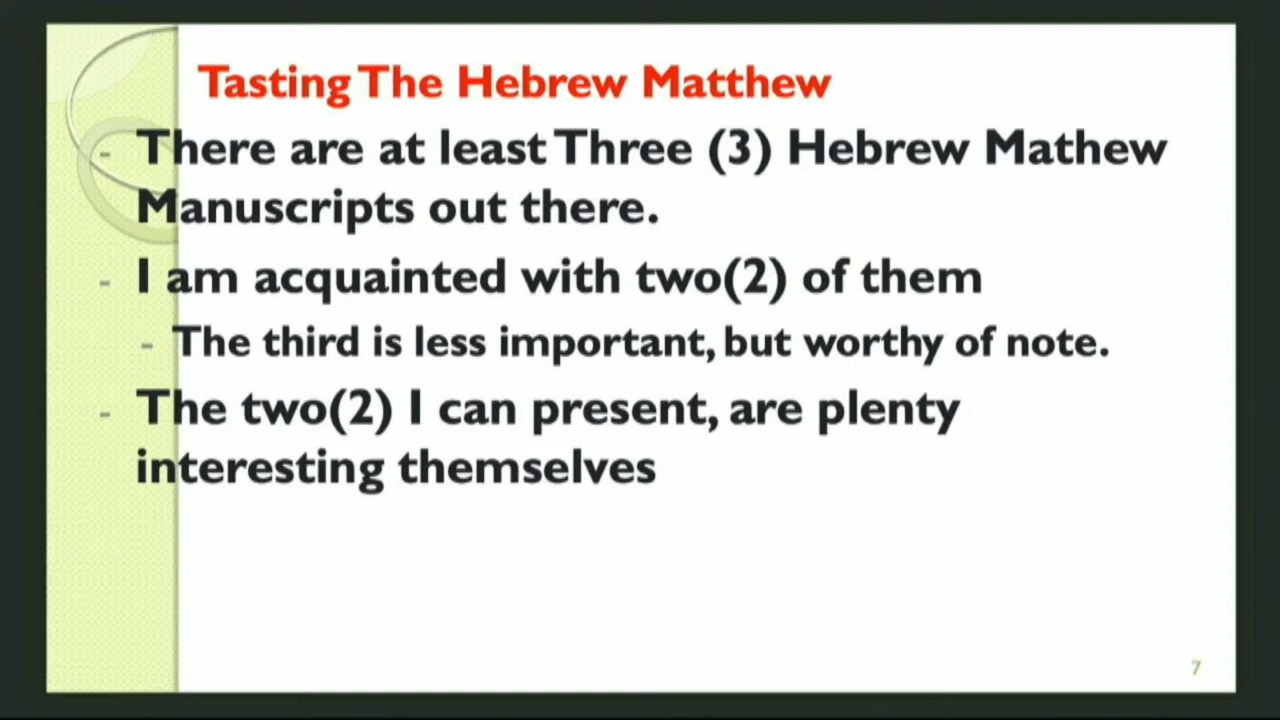 Tasting The Hebrew Matthew
- There are at least Three (3) Hebrew Mathew
Manuscripts out there.
- I am acquainted with two(2) of them
- The third is less important, but worthy of note.
- The two(2) I can present, are plenty
interesting themselves
7